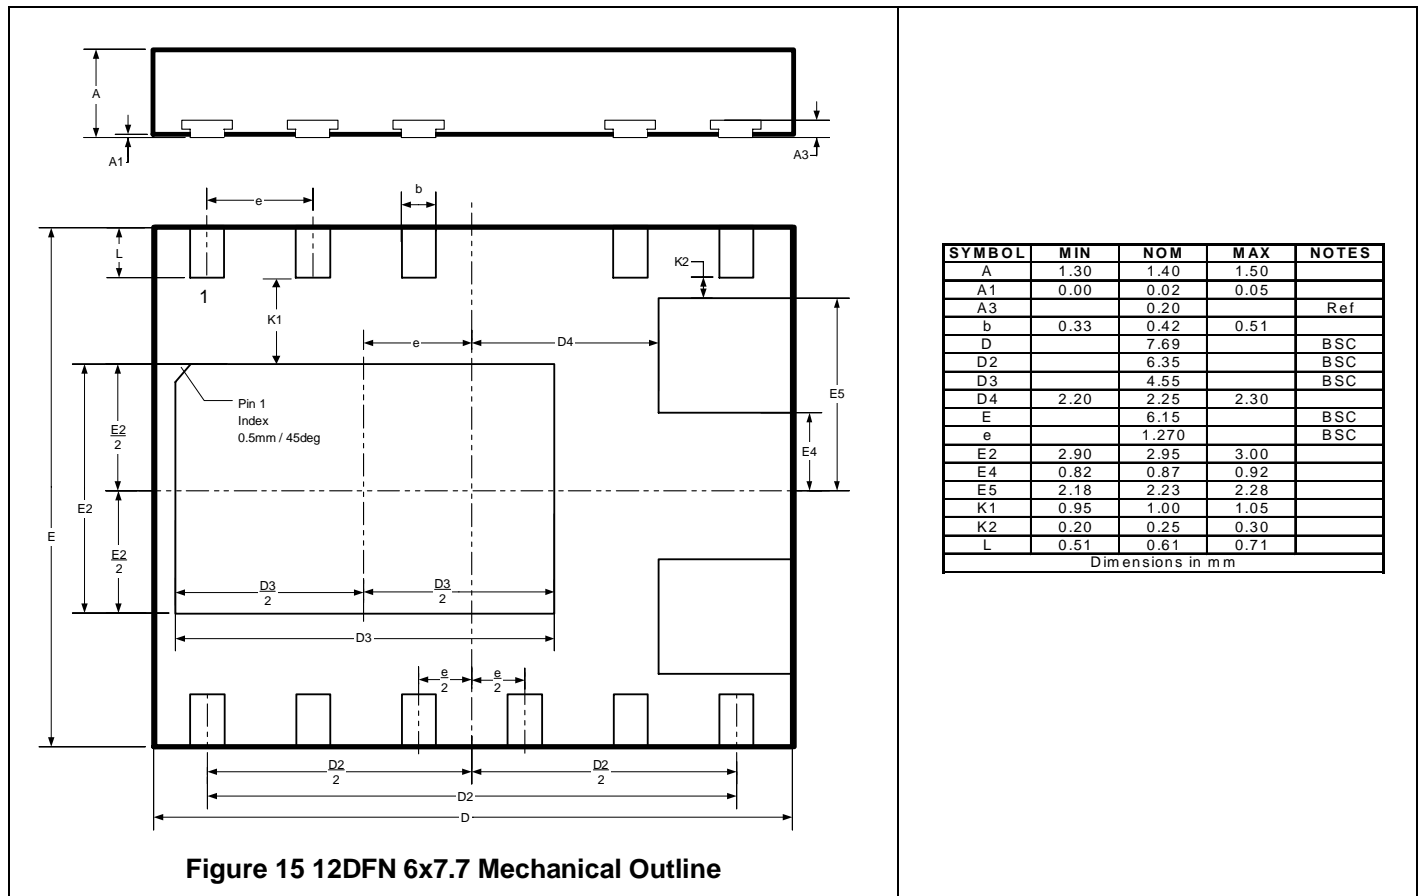 A
A1
A3
e
b
L
K2
1
K1
e
D4
E5
Pin 1
Index
0.5mm / 45deg
E2
2
E4
E2
E
E2
2
D3
2
D3
2
D3
e
2
e
2
D2
2
D2
2
D2
D
Figure 15 12DFN 6x7.7 Mechanical Outline
SYMBOL MIN NOM MAX NOTES
A 1.30 1.40 1.50
A1 0.00 0.02 0.05
A3 0.20 Ref
b 0.33 0.42 0.51
D 7.69 BSC
D2 6.35 BSC
D3 4.55 BSC
D4 2.20 2.25 2.30
E 6.15 BSC
e 1.270 BSC
E2 2.90 2.95 3.00
E4 0.82 0.87 0.92
E5 2.18 2.23 2.28
K1 0.95 1.00 1.05
K2 0.20 0.25 0.30
L 0.51 0.61 0.71
Dimensions in mm